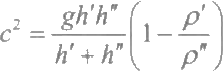 c² = gh′h″ / (h′ + h″) (1 − ρ′ / ρ″)